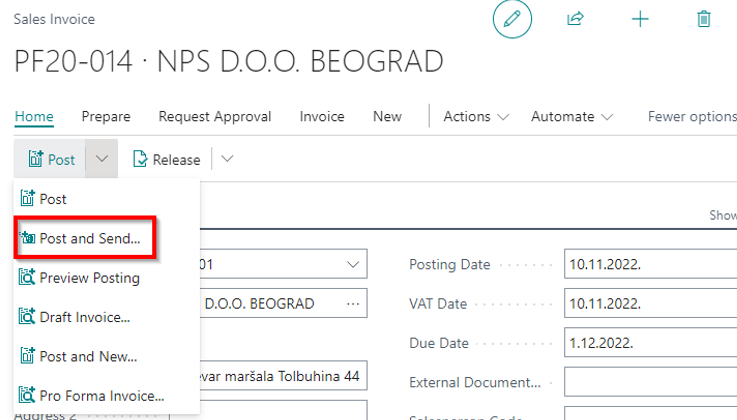 Sales Invoice
PF20-014 · NPS D.O.O. BEOGRAD
Home Prepare Request Approval Invoice New Actions Automate Fewer options
Post Release
Post
Show
Post and Send...
01 Posting Date 10.11.2022.
Preview Posting
D.O.O. BEOGRAD ... VAT Date 10.11.2022.
Draft Invoice...
Due Date 1.12.2022.
Post and New...
evar maršala Tolbuhina 44 External Document...
Pro Forma Invoice...
Address 2 Salesperson Code